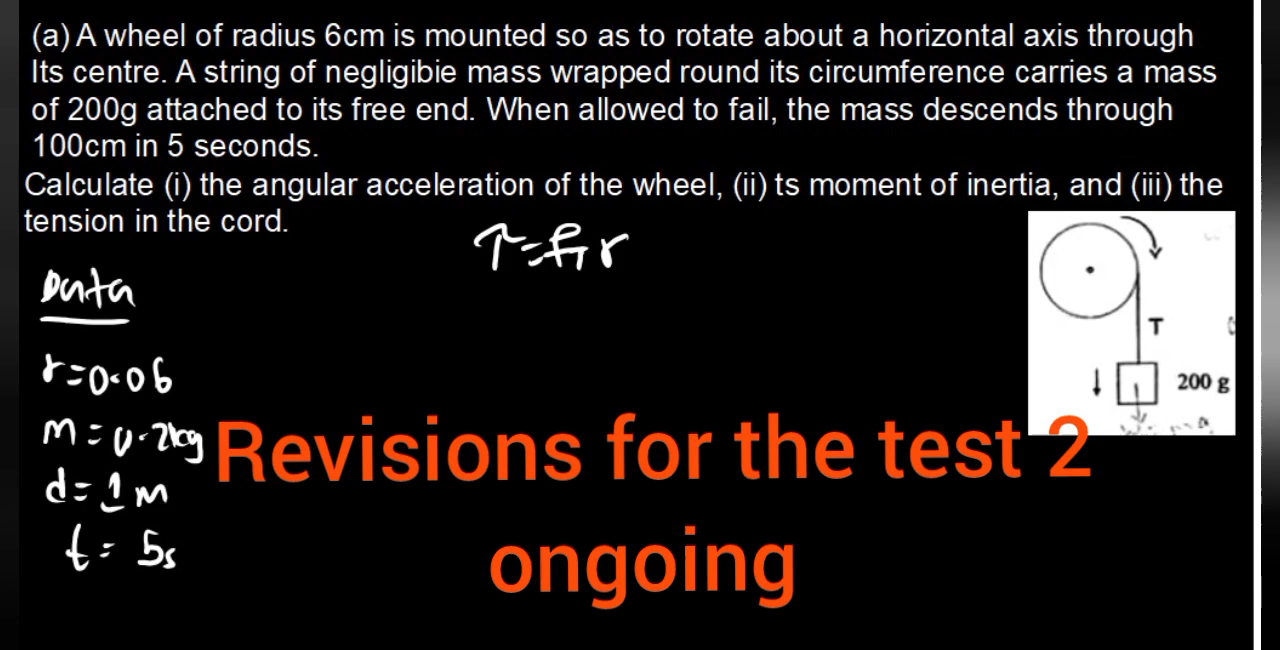 (a) A wheel of radius 6cm is mounted so as to rotate about a horizontal axis through
Its centre. A string of negligibie mass wrapped round its circumference carries a mass
of 200g attached to its free end. When allowed to fail, the mass descends through
100cm in 5 seconds.
Calculate (i) the angular acceleration of the wheel, (ii) ts moment of inertia, and (iii) the
tension in the cord.
τ=F₁r
Data
r=0.06
m=0.2kg
d=1m
t=5s
T
200 g
Revisions for the test 2
ongoing